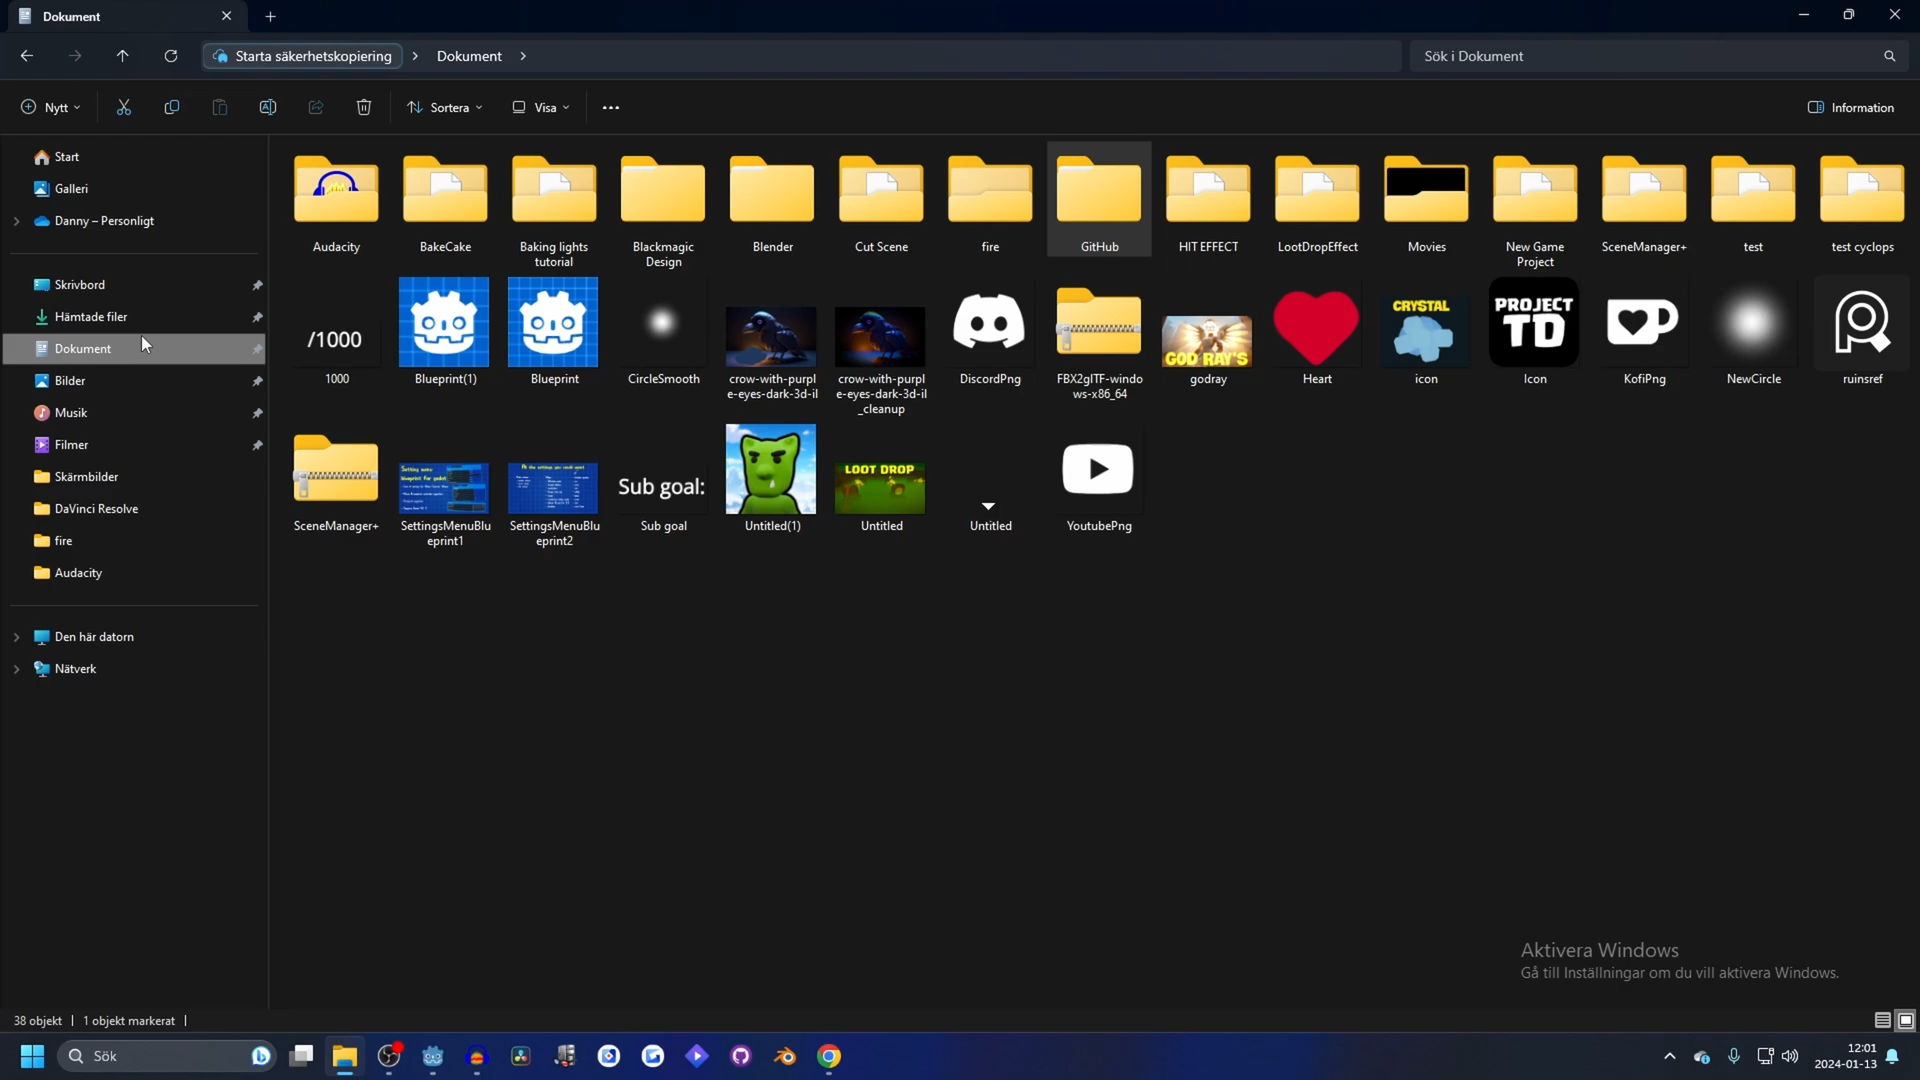 Dokument
Starta säkerhetskopiering
Dokument
Sök i Dokument
Nytt
Sortera
Visa
Information
Start
Galleri
Danny – Personligt
Skrivbord
Hämtade filer
Dokument
Bilder
Musik
Filmer
Skärmbilder
DaVinci Resolve
fire
Audacity
Den här datorn
Nätverk
Audacity
BakeCake
Baking lights
tutorial
Blackmagic
Design
Blender
Cut Scene
fire
GitHub
HIT EFFECT
LootDropEffect
Movies
New Game
Project
SceneManager+
test
test cyclops
/1000
1000
Blueprint(1)
Blueprint
CircleSmooth
crow-with-purpl
e-eyes-dark-3d-il
crow-with-purpl
e-eyes-dark-3d-il
_cleanup
DiscordPng
FBX2glTF-windo
ws-x86_64
GOD RAY'S
godray
Heart
CRYSTAL
icon
PROJECT
TD
Icon
KofiPng
NewCircle
ruinsref
SceneManager+
SettingsMenuBlu
eprint1
SettingsMenuBlu
eprint2
Sub goal:
Sub goal
Untitled(1)
LOOT DROP
Untitled
Untitled
YoutubePng
Aktivera Windows
Gå till Inställningar om du vill aktivera Windows.
38 objekt
1 objekt markerat
Sök
12:01
2024-01-13